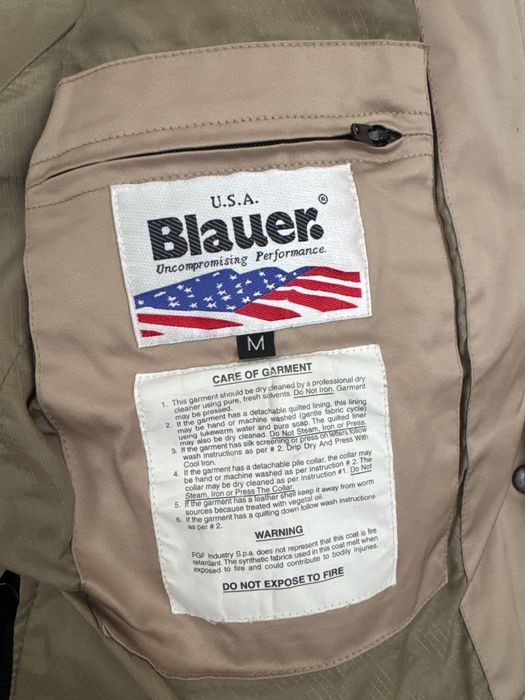 U.S.A.
Blauer.®
Uncompromising Performance.
M
CARE OF GARMENT
1. This garment should be dry cleaned by a professional dry
cleaner using pure, fresh solvents. Do Not Iron. Garment
may be pressed.
2. If the garment has a detachable quilted lining, this lining
may be hand or machine washed (gentle fabric cycle)
using lukewarm water and pure soap. The quilted liner
may also be dry cleaned. Do Not Steam, Iron or Press.
3. If the garment has silk screening or press on letters follow
wash instructions as per # 2. Drip Dry And Press With
Cool Iron.
4. If the garment has a detachable pile collar, the collar may
be hand or machine washed as per instruction # 2. The
collar may be dry cleaned as per instruction #1. Do Not
Steam, Iron or Press The Collar.
5. If the garment has a leather shell keep it away from worm
sources because treated with vegetal oil.
6. If the garment has a quilting down follow wash instructions
as per # 2.
WARNING
FGF Industry S.p.a. does not represent that this coat is fire
retardant. The synthetic fabrics used in this coat melt when
exposed to fire and could contribute to bodily injuries.
DO NOT EXPOSE TO FIRE